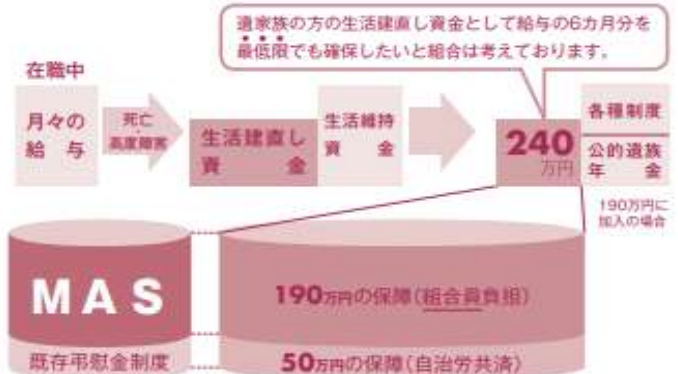 遺家族の方の生活建直し資金として給与の6カ月分を
最低限でも確保したいと組合は考えております。
在職中
月々の
給与
死亡
高度障害
生活建直し
資金
生活維持
資金
240
万円
各種制度
公的遺族
年金
190万円に
加入の場合
MAS
190万円の保障(組合員負担)
既存弔慰金制度
50万円の保障(自治労共済)